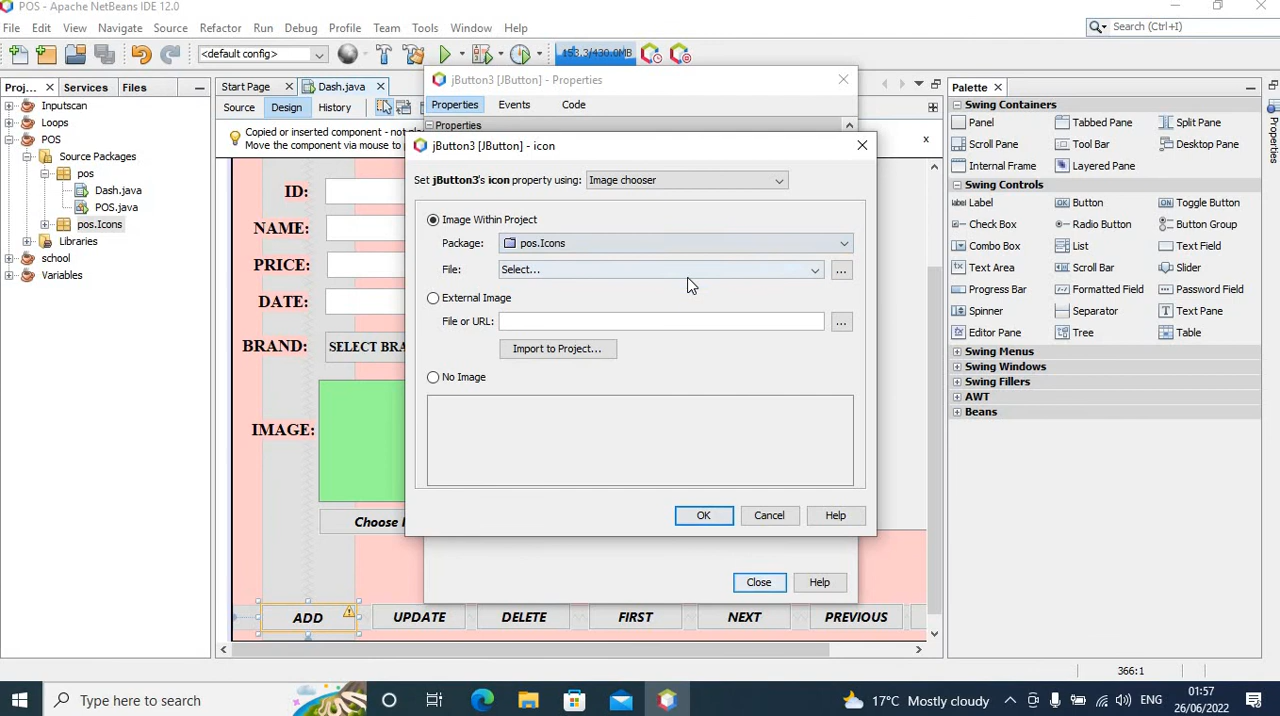 POS - Apache NetBeans IDE 12.0
File Edit View Navigate Source Refactor Run Debug Profile Team Tools Window Help
Search (Ctrl+I)
<default config>
153.3/430.0MB
Proj... Services Files
Start Page Dash.java
Palette
jButton3 [JButton] - Properties
Source Design History
Properties Events Code
Properties
Copied or inserted component - not pla
Move the component via mouse to
Inputscan
Loops
POS
Source Packages
pos
Dash.java
POS.java
pos.Icons
Libraries
school
Variables
ID:
NAME:
PRICE:
DATE:
BRAND:
SELECT BRA
IMAGE:
Choose
ADD
UPDATE
DELETE
FIRST
NEXT
PREVIOUS
jButton3 [JButton] - icon
Set jButton3's icon property using: Image chooser
Image Within Project
Package: pos.Icons
File: Select... ...
External Image
File or URL: ...
Import to Project...
No Image
OK Cancel Help
Close Help
Swing Containers
Panel Tabbed Pane Split Pane
Scroll Pane Tool Bar Desktop Pane
Internal Frame Layered Pane
Swing Controls
Label Button Toggle Button
Check Box Radio Button Button Group
Combo Box List Text Field
Text Area Scroll Bar Slider
Progress Bar Formatted Field Password Field
Spinner Separator Text Pane
Editor Pane Tree Table
Swing Menus
Swing Windows
Swing Fillers
AWT
Beans
Properties
366:1
Type here to search
17°C Mostly cloudy
ENG
01:57
26/06/2022